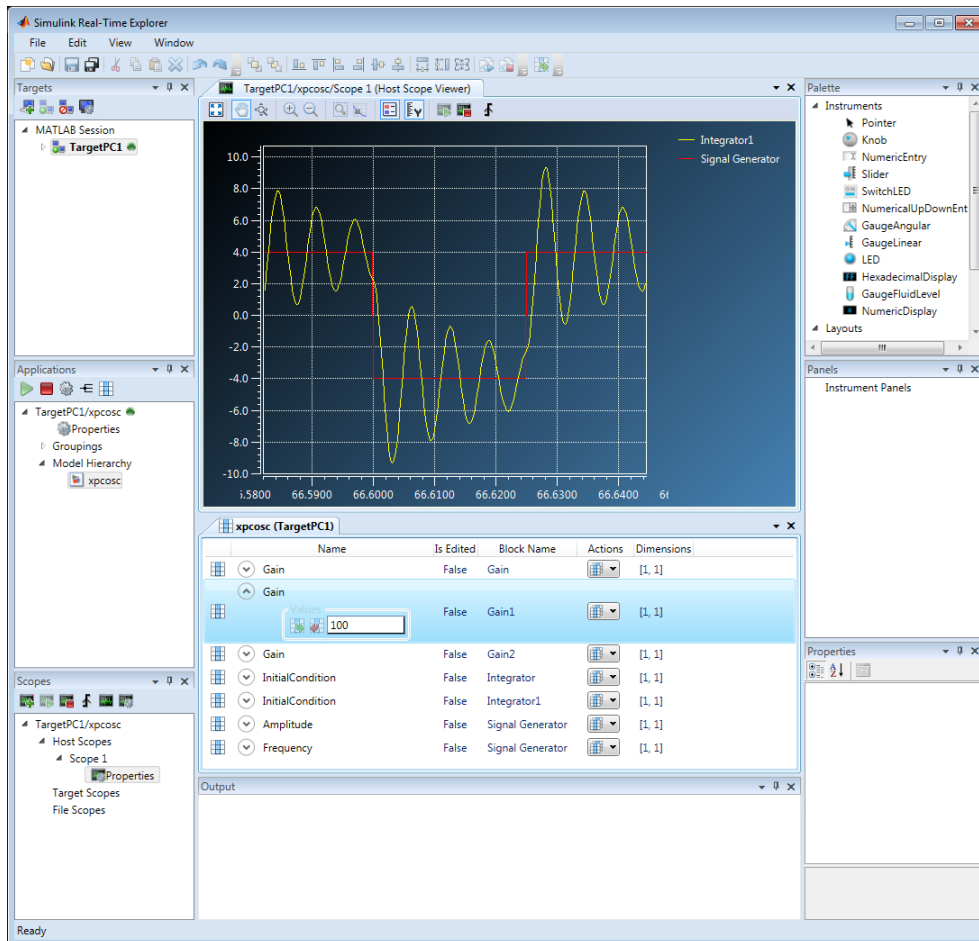 Simulink Real-Time Explorer
File Edit View Window
Targets
MATLAB Session
TargetPC1
Applications
TargetPC1/xpcosc
Properties
Groupings
Model Hierarchy
xpcosc
Scopes
TargetPC1/xpcosc
Host Scopes
Scope 1
Properties
Target Scopes
File Scopes
TargetPC1/xpcosc/Scope 1 (Host Scope Viewer)
Integrator1
Signal Generator
10.0
8.0
6.0
4.0
2.0
0.0
-2.0
-4.0
-6.0
-8.0
-10.0
5.5800 66.5900 66.6000 66.6100 66.6200 66.6300 66.6400 66
xpcosc (TargetPC1)
Name Is Edited Block Name Actions Dimensions
Gain False Gain [1, 1]
Gain
Values
100 False Gain1 [1, 1]
Gain False Gain2 [1, 1]
InitialCondition False Integrator [1, 1]
InitialCondition False Integrator1 [1, 1]
Amplitude False Signal Generator [1, 1]
Frequency False Signal Generator [1, 1]
Output
Palette
Instruments
Pointer
Knob
NumericEntry
Slider
SwitchLED
NumericalUpDownEnt
GaugeAngular
GaugeLinear
LED
HexadecimalDisplay
GaugeFluidLevel
NumericDisplay
Layouts
Panels
Instrument Panels
Properties
Ready